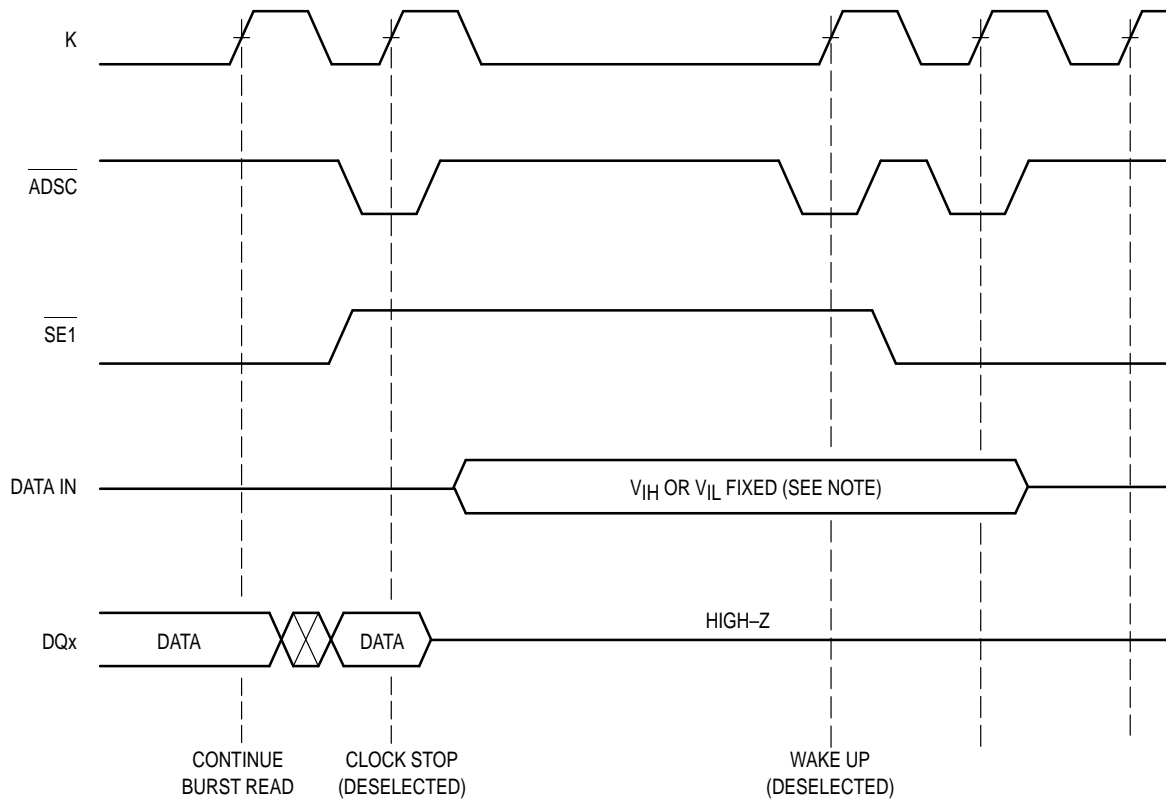 K
ADSC
SE1
DATA IN
VIH OR VIL FIXED (SEE NOTE)
DQx
DATA
DATA
HIGH–Z
CONTINUE
BURST READ
CLOCK STOP
(DESELECTED)
WAKE UP
(DESELECTED)